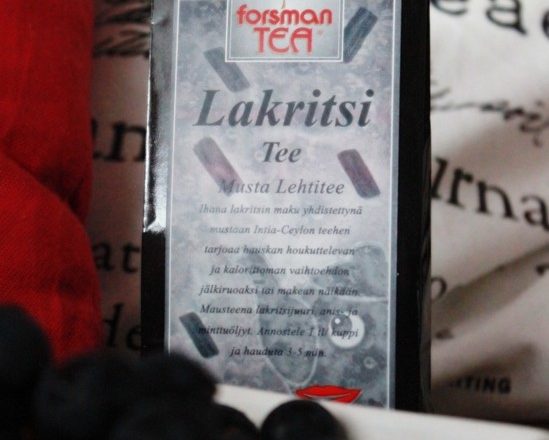 forsman
TEA
Lakritsi
Tee
Musta Lehtitee
Ihana lakritsin maku yhdistettynä
mustaan Intia-Ceylon teehen
tarjoaa hauskan houkuttelevan
ja kalorittoman vaihtoehdon
jälkiruoaksi tai makean nälkään.
Mausteena lakritsijuuri, anis- ja
minttuöljyt. Annostele 1 tl/ kuppi
ja hauduta 3-5 min.